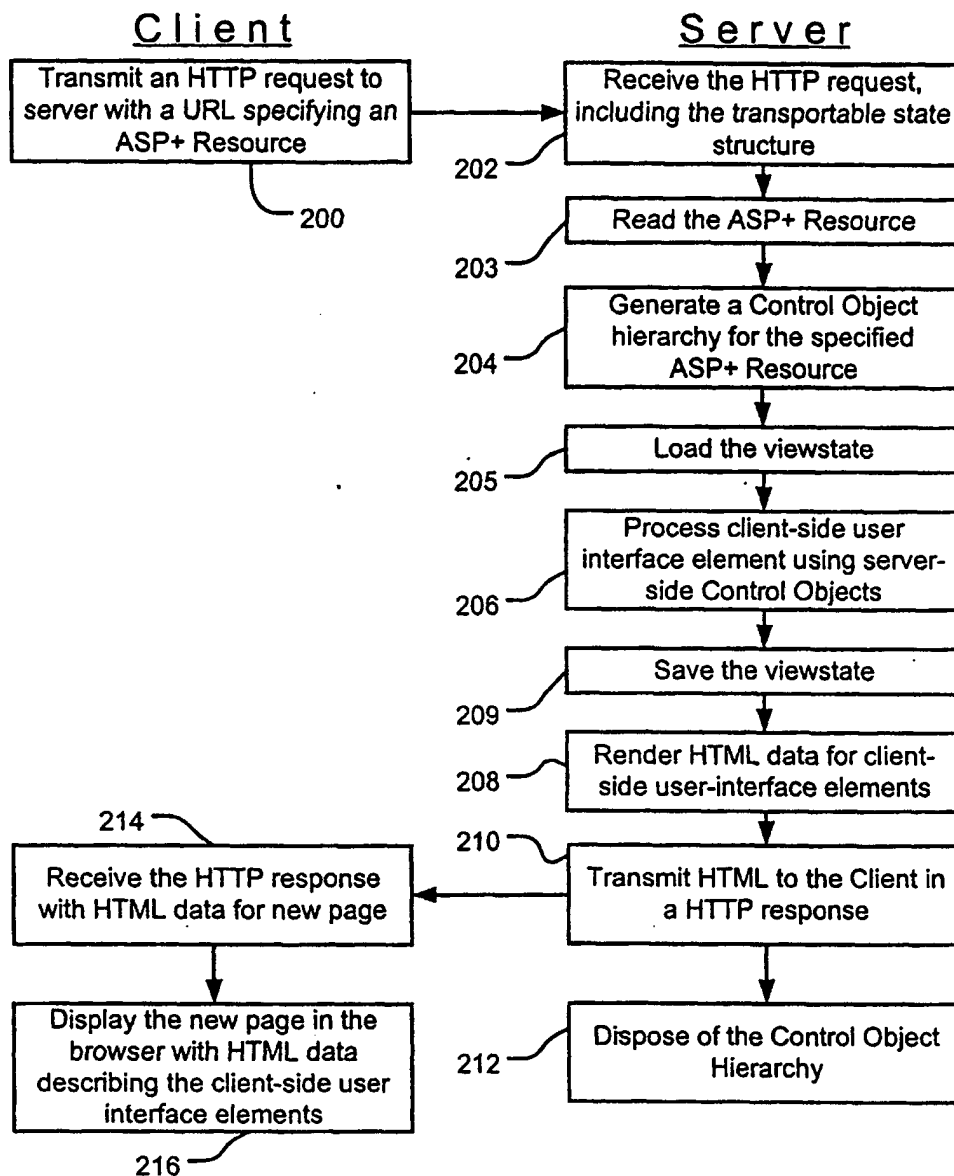 Client
Server
Transmit an HTTP request to
server with a URL specifying an
ASP+ Resource
200
Receive the HTTP request,
including the transportable state
structure
202
Read the ASP+ Resource
203
Generate a Control Object
hierarchy for the specified
ASP+ Resource
204
Load the viewstate
205
Process client-side user
interface element using server-
side Control Objects
206
Save the viewstate
209
Render HTML data for client-
side user-interface elements
208
214
Receive the HTTP response
with HTML data for new page
210
Transmit HTML to the Client in
a HTTP response
Display the new page in the
browser with HTML data
describing the client-side user
interface elements
216
Dispose of the Control Object
Hierarchy
212